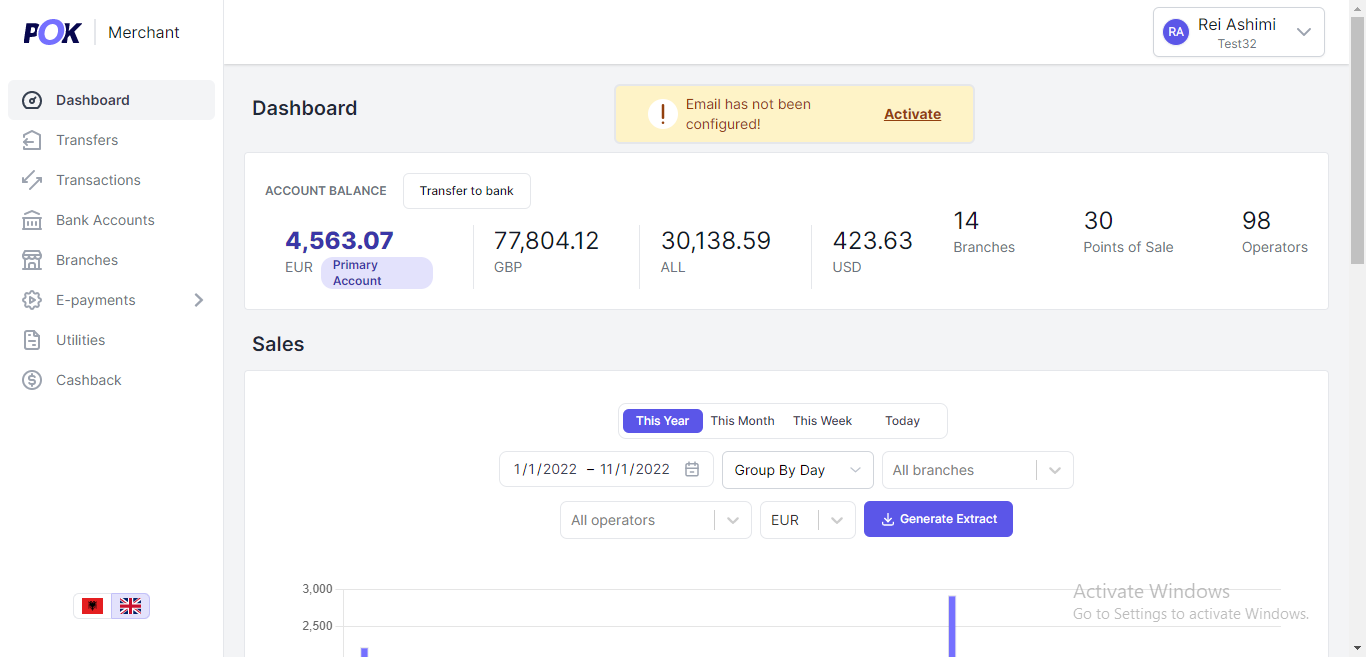 POK Merchant
RA Rei Ashimi
Test32
Dashboard
Transfers
Transactions
Bank Accounts
Branches
E-payments
Utilities
Cashback
Dashboard
! Email has not been
configured!
Activate
ACCOUNT BALANCE Transfer to bank
4,563.07
EUR Primary
Account
77,804.12
GBP
30,138.59
ALL
423.63
USD
14
Branches
30
Points of Sale
98
Operators
Sales
This Year This Month This Week Today
1/1/2022 – 11/1/2022 Group By Day All branches
All operators EUR Generate Extract
3,000
2,500
Activate Windows
Go to Settings to activate Windows.